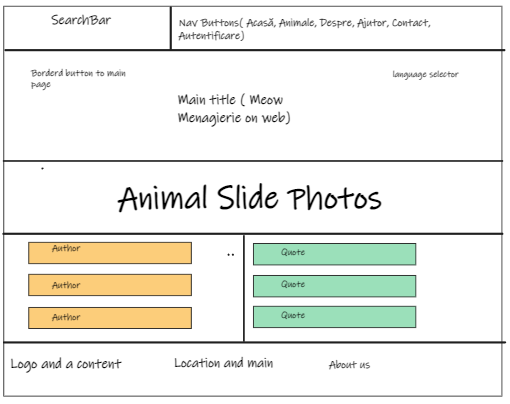 SearchBar
Nav Buttons( Acasă, Animale, Despre, Ajutor, Contact,
Autentificare)
Borderd button to main
page
language selector
Main title ( Meow
Menagierie on web)
Animal Slide Photos
Author
Quote
Author
Quote
Author
Quote
Logo and a content
Location and main
About us